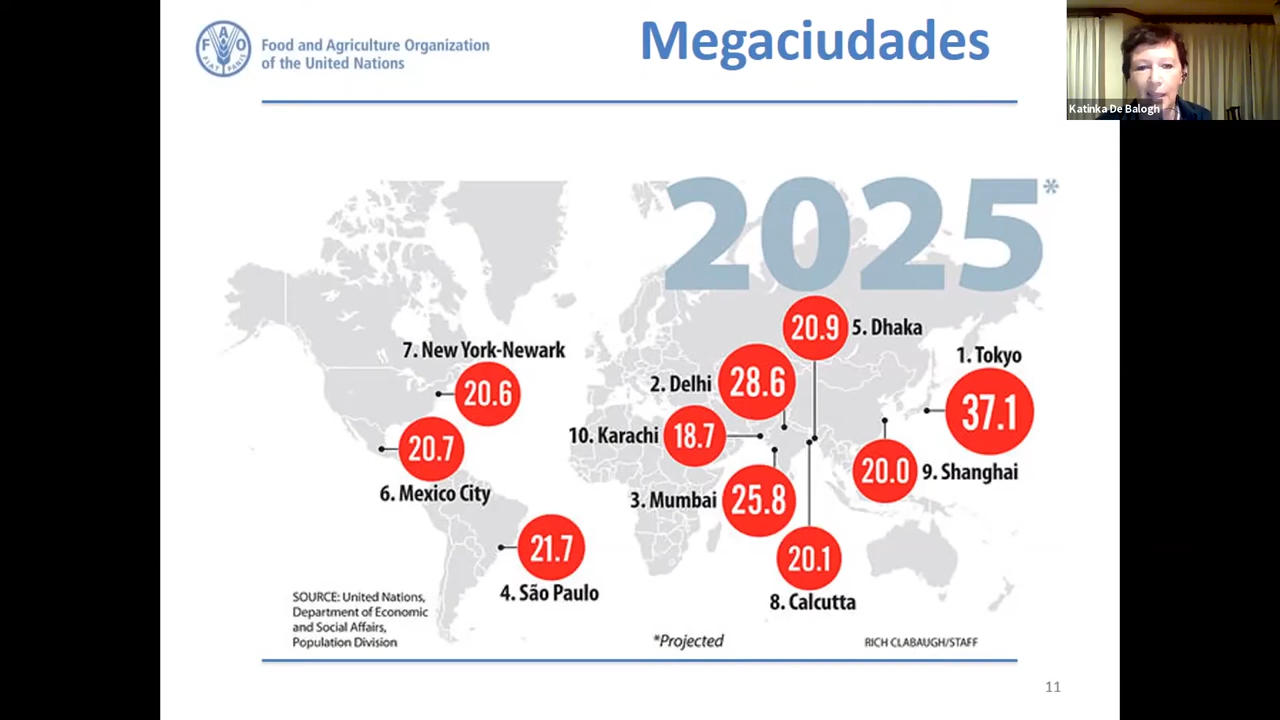 FAO
FIAT PANIS
Food and Agriculture Organization
of the United Nations
Megaciudades
Katinka De Balogh
2025*
20.9 5. Dhaka
7. New York-Newark
20.6
1. Tokyo
37.1
2. Delhi 28.6
10. Karachi 18.7
20.7
6. Mexico City
20.0 9. Shanghai
3. Mumbai 25.8
21.7
4. São Paulo
20.1
8. Calcutta
SOURCE: United Nations,
Department of Economic
and Social Affairs,
Population Division
*Projected
RICH CLABAUGH/STAFF
11